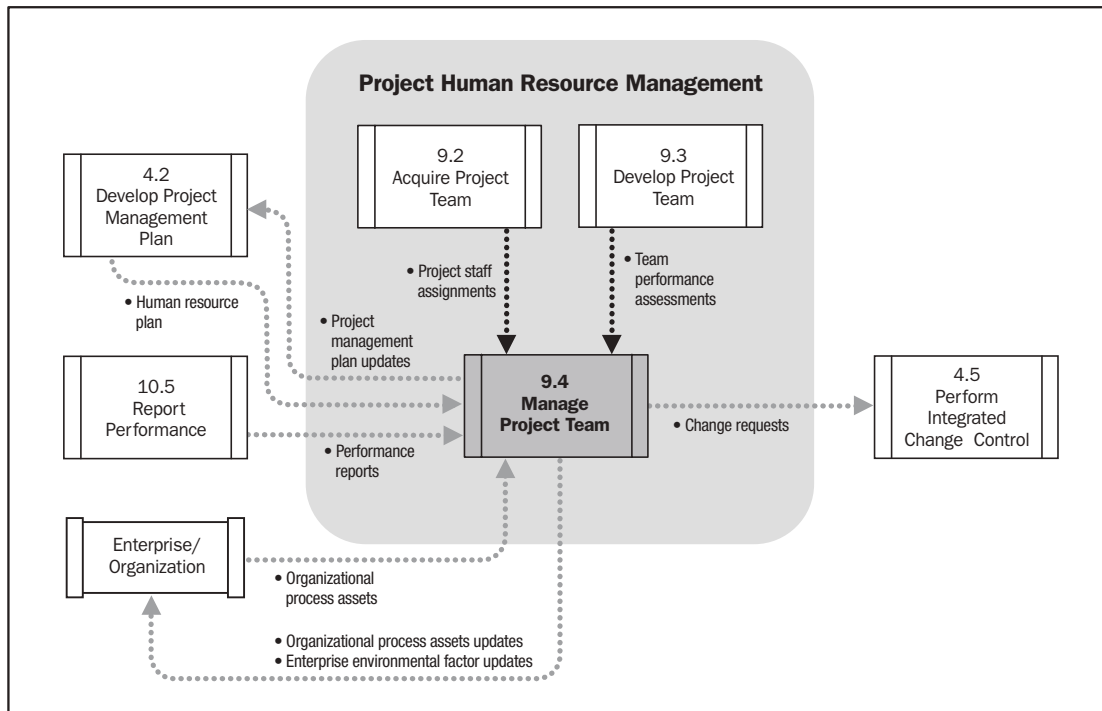 Project Human Resource Management
9.2
Acquire Project
Team
9.3
Develop Project
Team
4.2
Develop Project
Management
Plan
• Project staff
assignments
• Team
performance
assessments
• Human resource
plan
• Project
management
plan updates
10.5
Report
Performance
9.4
Manage
Project Team
4.5
Perform
Integrated
Change Control
• Change requests
• Performance
reports
Enterprise/
Organization
• Organizational
process assets
• Organizational process assets updates
• Enterprise environmental factor updates